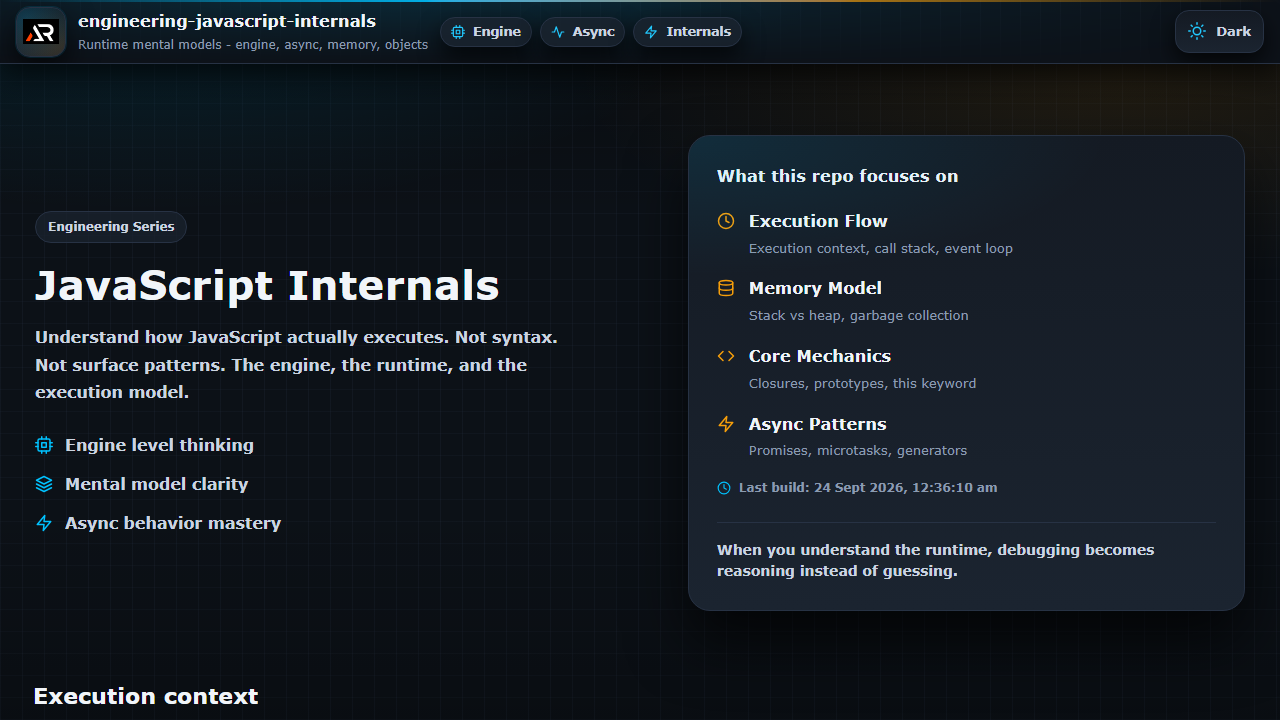 engineering-javascript-internals
Runtime mental models - engine, async, memory, objects
Engine
Async
Internals
Dark
Engineering Series
JavaScript Internals
Understand how JavaScript actually executes. Not syntax.
Not surface patterns. The engine, the runtime, and the
execution model.
Engine level thinking
Mental model clarity
Async behavior mastery
What this repo focuses on
Execution Flow
Execution context, call stack, event loop
Memory Model
Stack vs heap, garbage collection
Core Mechanics
Closures, prototypes, this keyword
Async Patterns
Promises, microtasks, generators
Last build: 24 Sept 2026, 12:36:10 am
When you understand the runtime, debugging becomes
reasoning instead of guessing.
Execution context